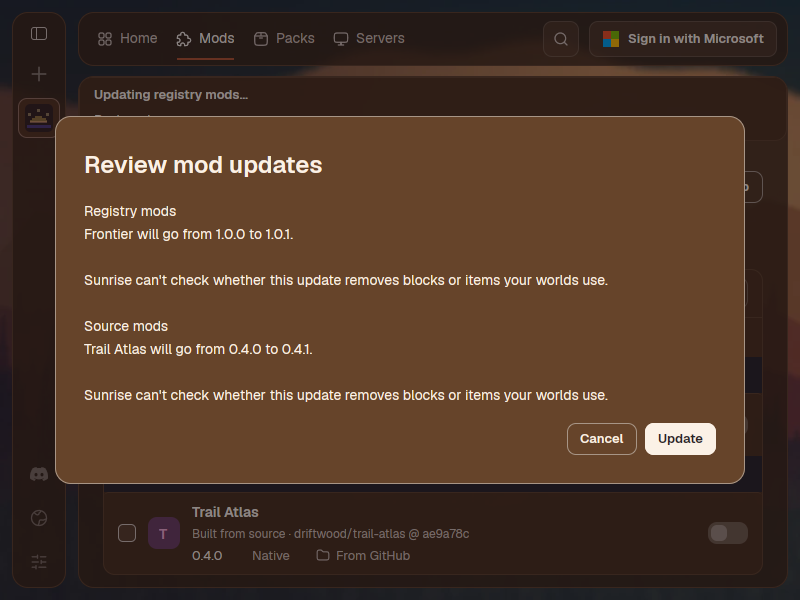 Home
Mods
Packs
Servers
Sign in with Microsoft
Updating registry mods...
Review mod updates
Registry mods
Frontier will go from 1.0.0 to 1.0.1.
Sunrise can't check whether this update removes blocks or items your worlds use.
Source mods
Trail Atlas will go from 0.4.0 to 0.4.1.
Sunrise can't check whether this update removes blocks or items your worlds use.
Cancel
Update
T
Trail Atlas
Built from source · driftwood/trail-atlas @ ae9a78c
0.4.0
Native
From GitHub